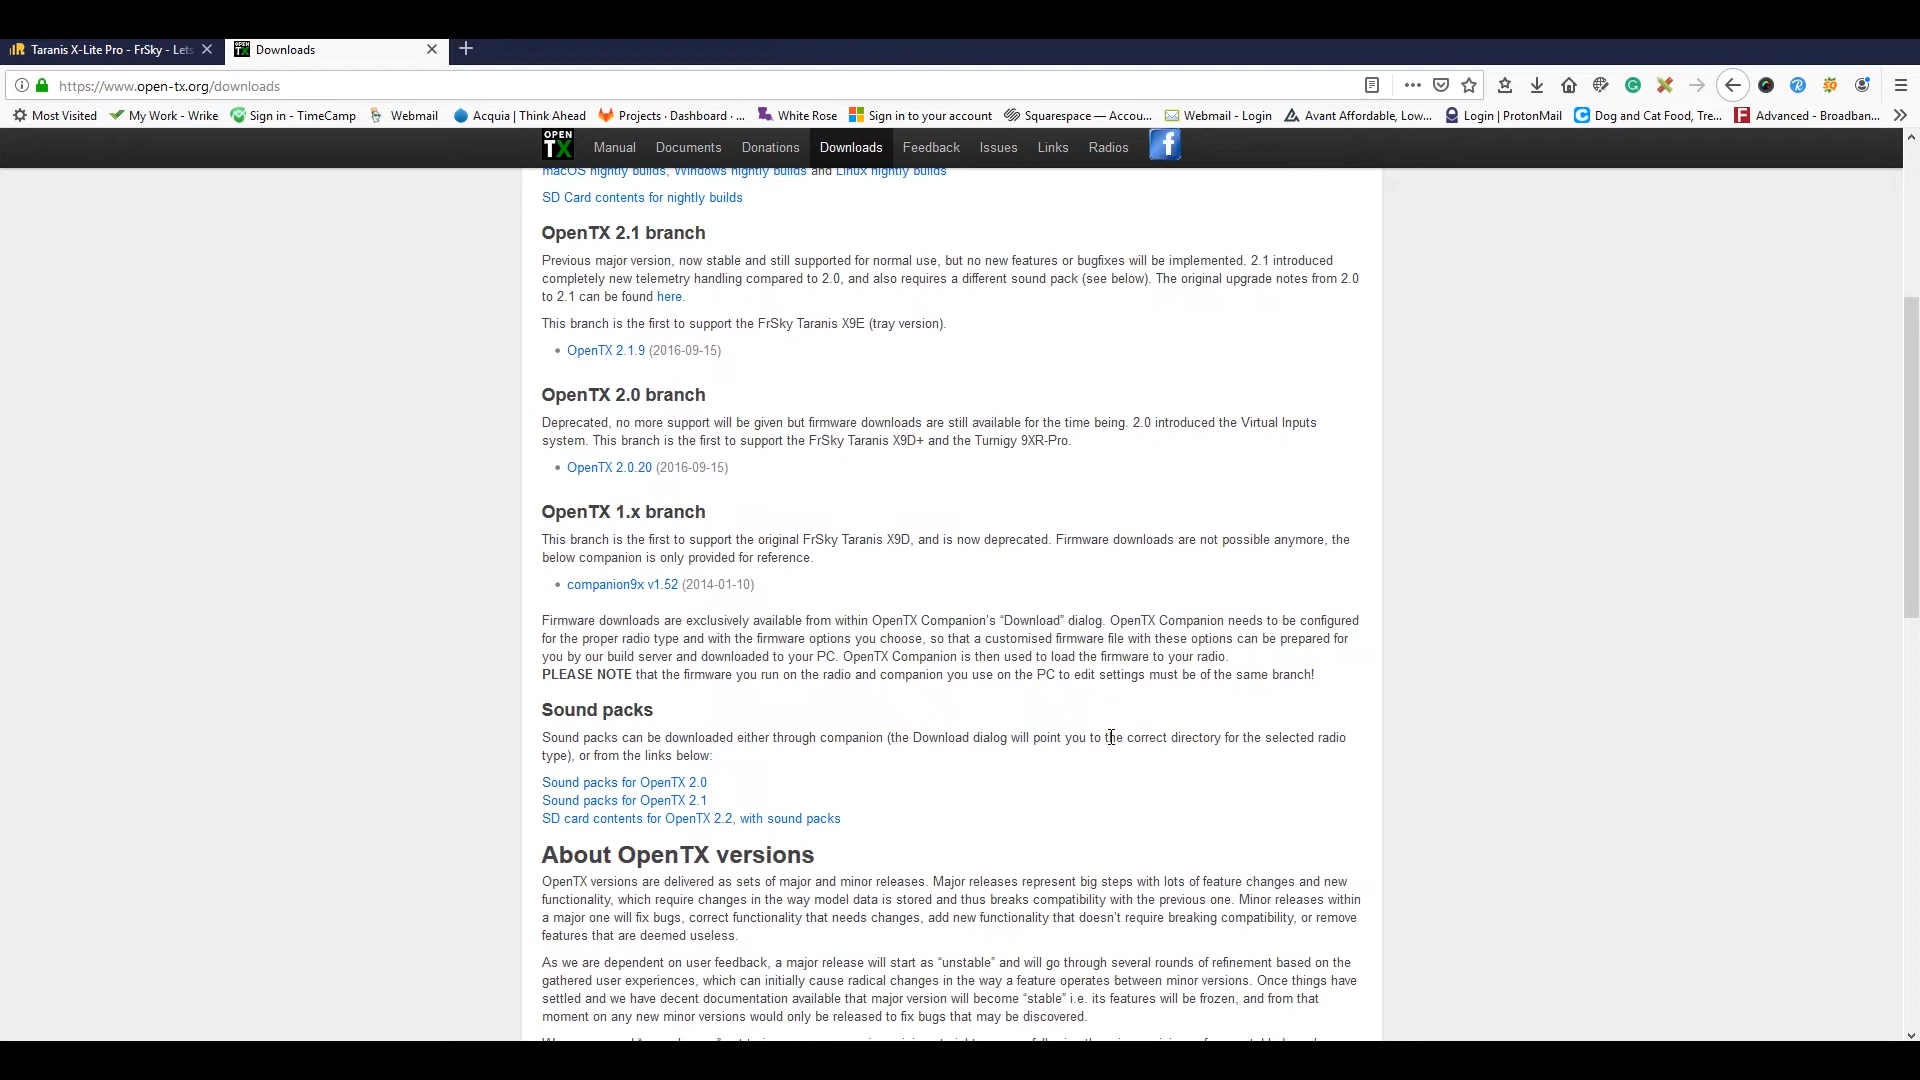 Taranis X-Lite Pro - FrSky - Lets
OPEN TX Downloads
https://www.open-tx.org/downloads
Most Visited My Work - Wrike Sign in - TimeCamp Webmail Acquia | Think Ahead Projects · Dashboard · ... White Rose Sign in to your account Squarespace — Accou... Webmail - Login Avant Affordable, Low... Login | ProtonMail Dog and Cat Food, Tre... Advanced - Broadban...
OPEN TX Manual Documents Donations Downloads Feedback Issues Links Radios f
macOS nightly builds, Windows nightly builds and Linux nightly builds
SD Card contents for nightly builds
OpenTX 2.1 branch
Previous major version, now stable and still supported for normal use, but no new features or bugfixes will be implemented. 2.1 introduced
completely new telemetry handling compared to 2.0, and also requires a different sound pack (see below). The original upgrade notes from 2.0
to 2.1 can be found here.
This branch is the first to support the FrSky Taranis X9E (tray version).
• OpenTX 2.1.9 (2016-09-15)
OpenTX 2.0 branch
Deprecated, no more support will be given but firmware downloads are still available for the time being. 2.0 introduced the Virtual Inputs
system. This branch is the first to support the FrSky Taranis X9D+ and the Turnigy 9XR-Pro.
• OpenTX 2.0.20 (2016-09-15)
OpenTX 1.x branch
This branch is the first to support the original FrSky Taranis X9D, and is now deprecated. Firmware downloads are not possible anymore, the
below companion is only provided for reference.
• companion9x v1.52 (2014-01-10)
Firmware downloads are exclusively available from within OpenTX Companion's “Download” dialog. OpenTX Companion needs to be configured
for the proper radio type and with the firmware options you choose, so that a customised firmware file with these options can be prepared for
you by our build server and downloaded to your PC. OpenTX Companion is then used to load the firmware to your radio.
PLEASE NOTE that the firmware you run on the radio and companion you use on the PC to edit settings must be of the same branch!
Sound packs
Sound packs can be downloaded either through companion (the Download dialog will point you to the correct directory for the selected radio
type), or from the links below:
Sound packs for OpenTX 2.0
Sound packs for OpenTX 2.1
SD card contents for OpenTX 2.2, with sound packs
About OpenTX versions
OpenTX versions are delivered as sets of major and minor releases. Major releases represent big steps with lots of feature changes and new
functionality, which require changes in the way model data is stored and thus breaks compatibility with the previous one. Minor releases within
a major one will fix bugs, correct functionality that needs changes, add new functionality that doesn't require breaking compatibility, or remove
features that are deemed useless.
As we are dependent on user feedback, a major release will start as “unstable” and will go through several rounds of refinement based on the
gathered user experiences, which can initially cause radical changes in the way a feature operates between minor versions. Once things have
settled and we have decent documentation available that major version will become “stable” i.e. its features will be frozen, and from that
moment on any new minor versions would only be released to fix bugs that may be discovered.